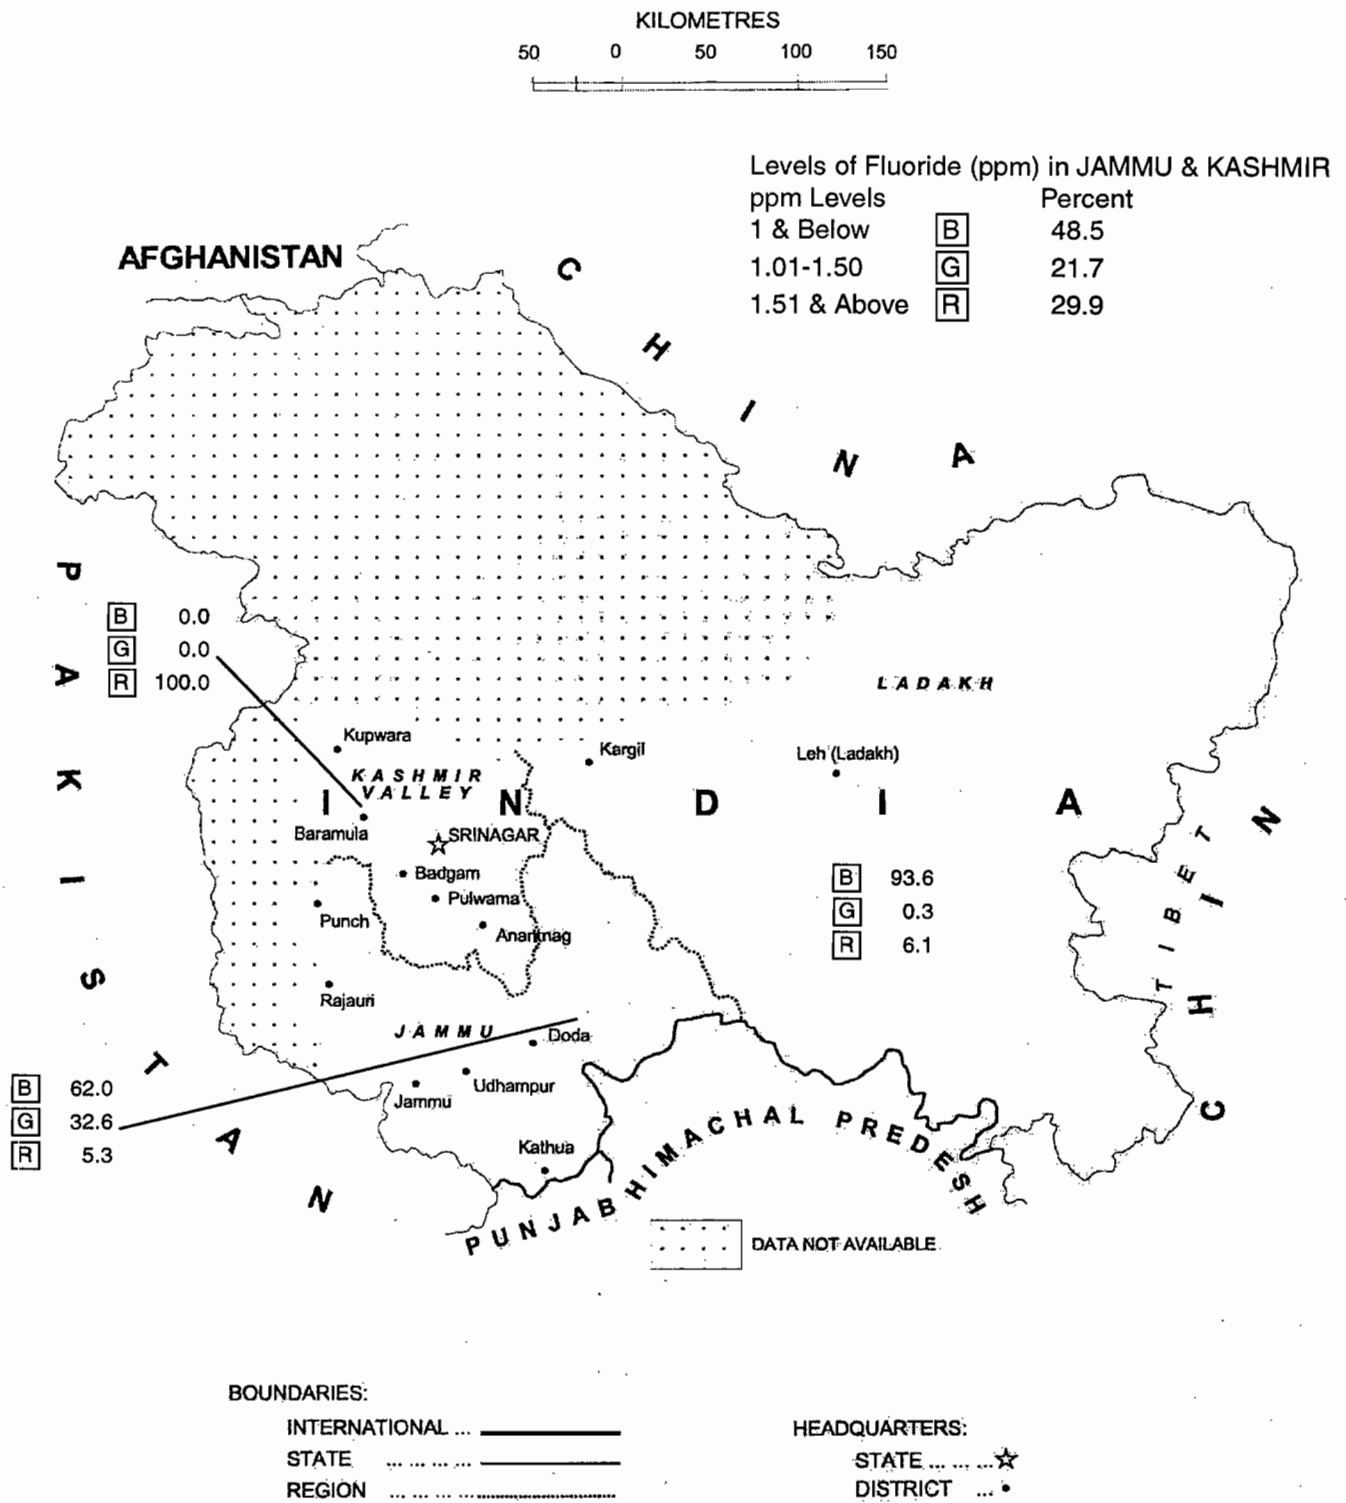 KILOMETRES
50 0 50 100 150
Levels of Fluoride (ppm) in JAMMU & KASHMIR
ppm Levels Percent
1 & Below B 48.5
1.01-1.50 G 21.7
1.51 & Above R 29.9
AFGHANISTAN
CHINA
PAKISTAN
B 0.0
G 0.0
R 100.0
LADAKH
Kupwara
Kargil
Leh (Ladakh)
KASHMIR
VALLEY
INDIA
Baramula
SRINAGAR
Badgam
Pulwama
Punch
Anantnag
B 93.6
G 0.3
R 6.1
TIBET
CHIN
Rajauri
JAMMU
Doda
B 62.0
G 32.6
R 5.3
Udhampur
Jammu
Kathua
PUNJAB
HIMACHAL PREDESH
DATA NOT AVAILABLE
BOUNDARIES:
INTERNATIONAL ...
STATE ... ... ... ...
REGION ... ... ... ...
HEADQUARTERS:
STATE ... ... ...
DISTRICT ...